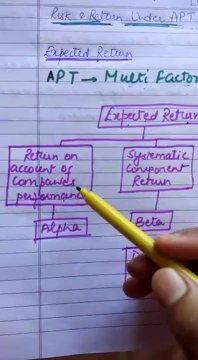 Risk & Return Under APT
Expected Return
APT → Multi Factor
Expected Return
Return on
account of
Companies
performance
Systematic
Component
Return
Alpha
Beta